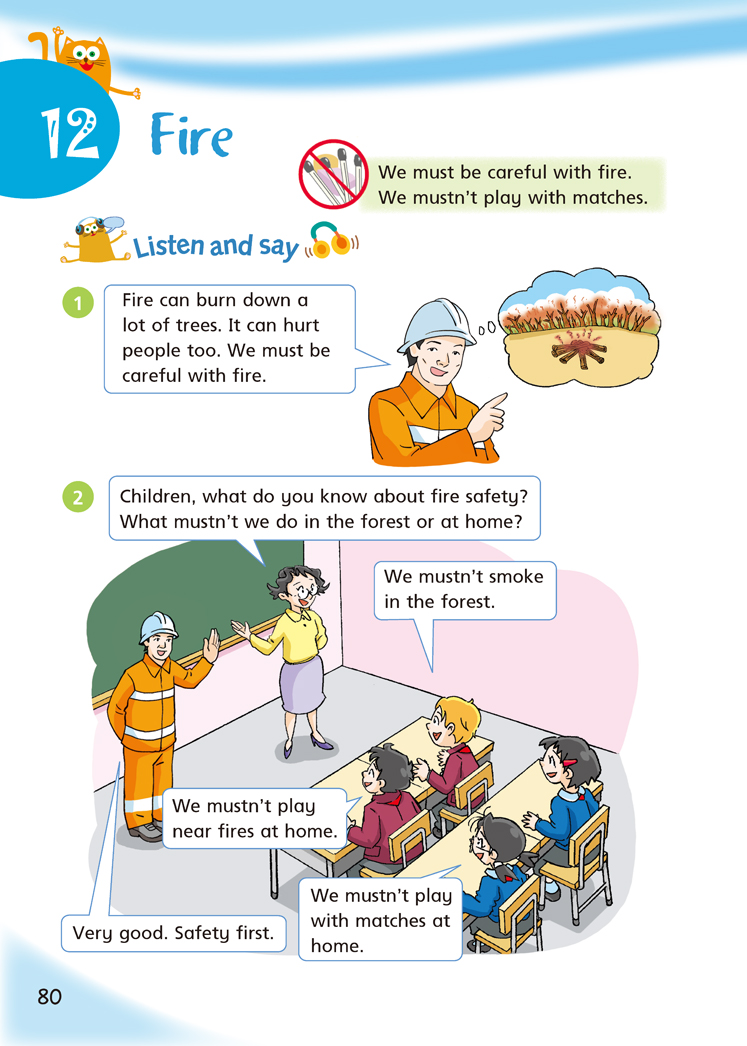 12
Fire
We must be careful with fire.
We mustn't play with matches.
Listen and say
1
Fire can burn down a
lot of trees. It can hurt
people too. We must be
careful with fire.
2
Children, what do you know about fire safety?
What mustn't we do in the forest or at home?
We mustn't smoke
in the forest.
We mustn't play
near fires at home.
We mustn't play
with matches at
home.
Very good. Safety first.
80